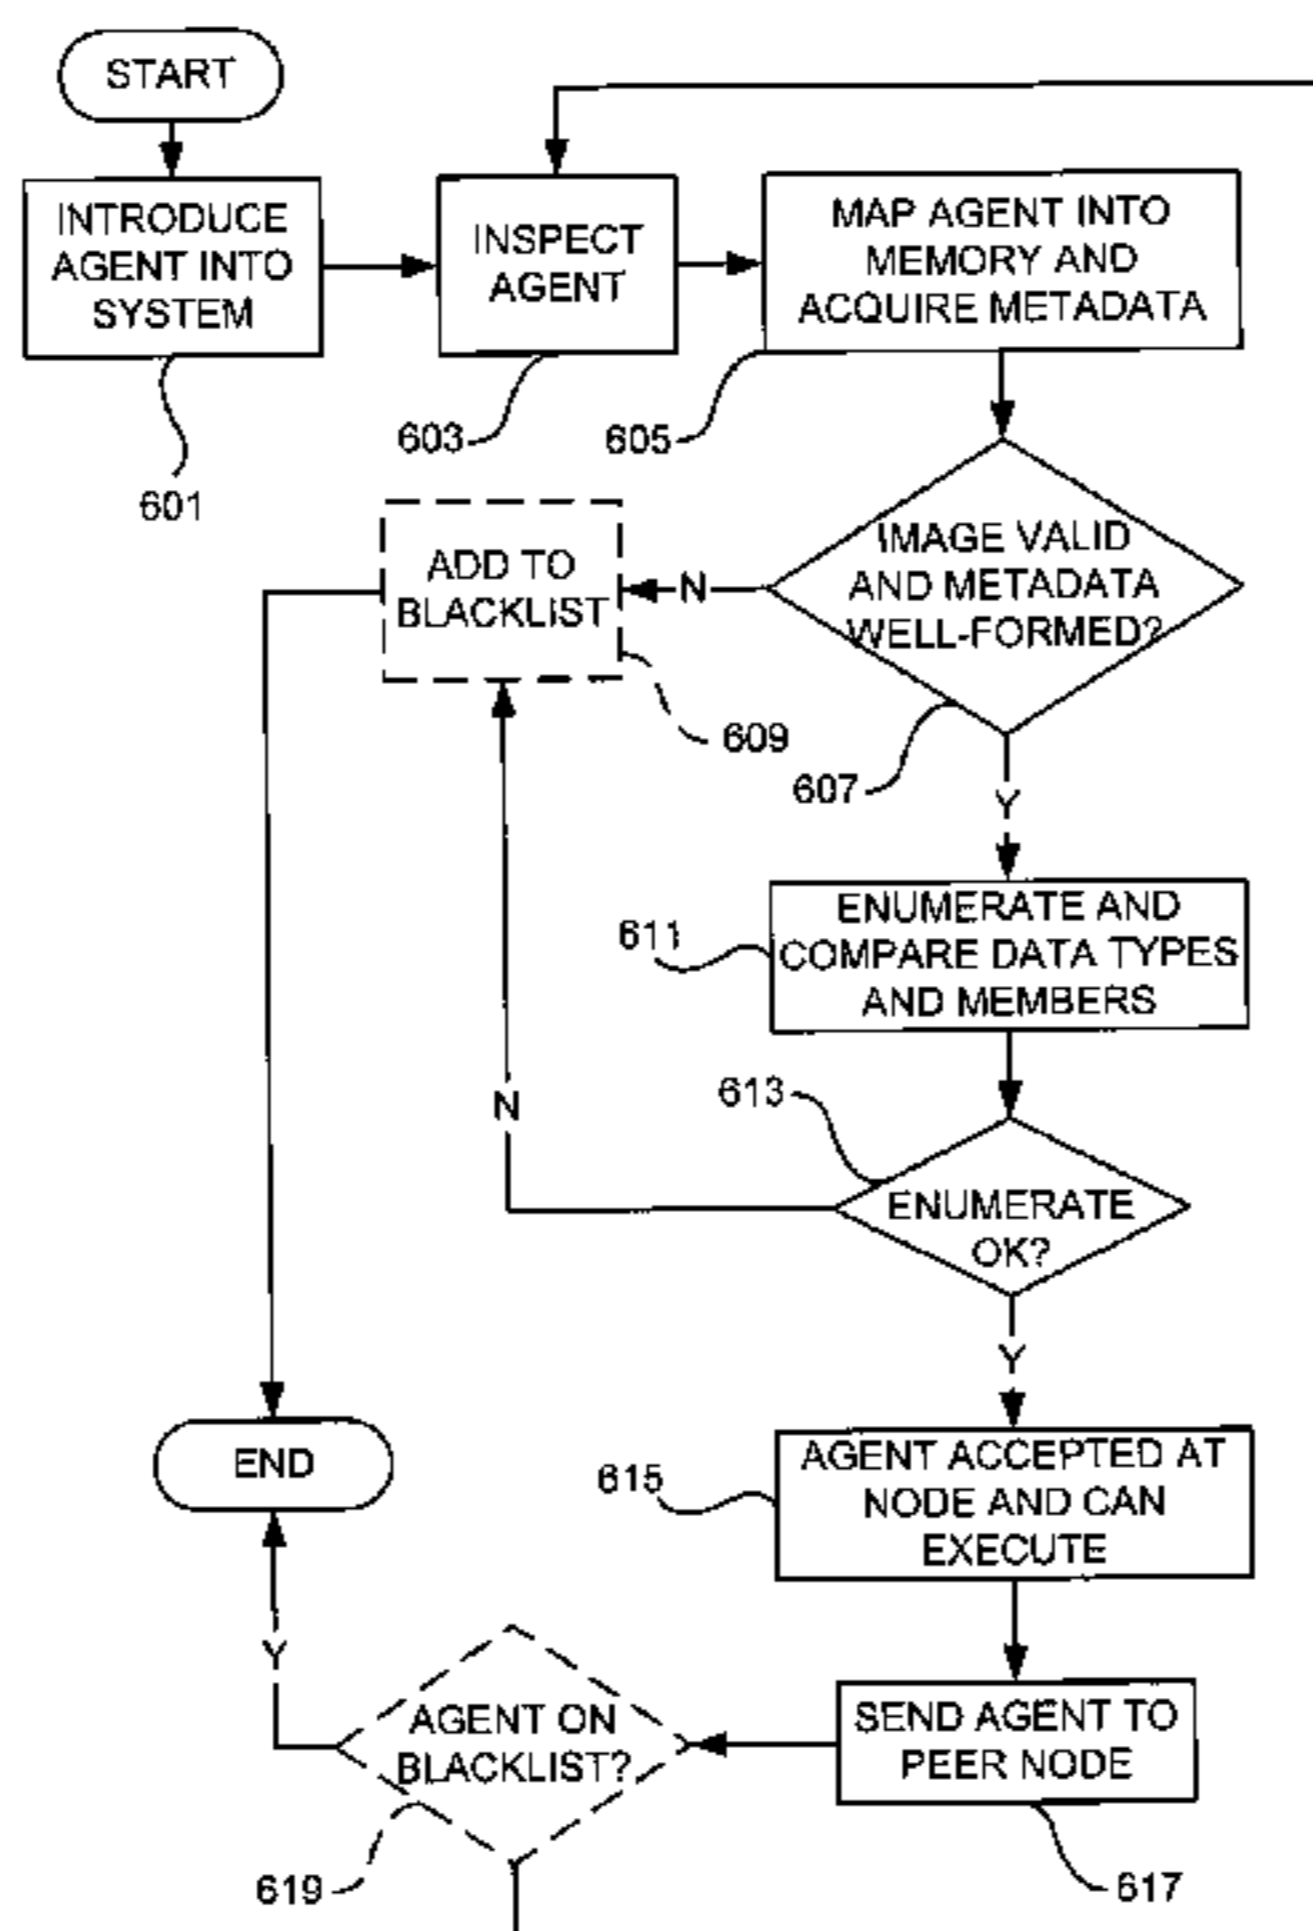 START
INTRODUCE
AGENT INTO
SYSTEM
601
INSPECT
AGENT
603
MAP AGENT INTO
MEMORY AND
ACQUIRE METADATA
605
IMAGE VALID
AND METADATA
WELL-FORMED?
607
N
ADD TO
BLACKLIST
609
Y
ENUMERATE AND
COMPARE DATA TYPES
AND MEMBERS
611
ENUMERATE
OK?
613
N
Y
AGENT ACCEPTED AT
NODE AND CAN
EXECUTE
615
SEND AGENT TO
PEER NODE
617
AGENT ON
BLACKLIST?
619
Y
END